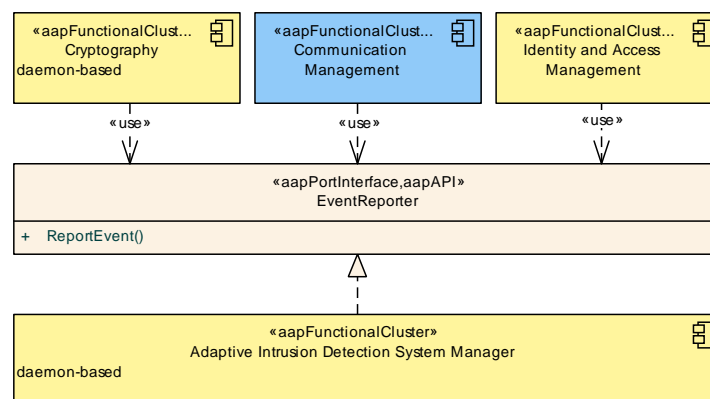 «aapFunctionalClust...
Cryptography
daemon-based
«aapFunctionalClust...
Communication
Management
«aapFunctionalClust...
Identity and Access
Management
«use»
«use»
«use»
«aapPortInterface,aapAPI»
EventReporter
+ ReportEvent()
«aapFunctionalCluster»
Adaptive Intrusion Detection System Manager
daemon-based